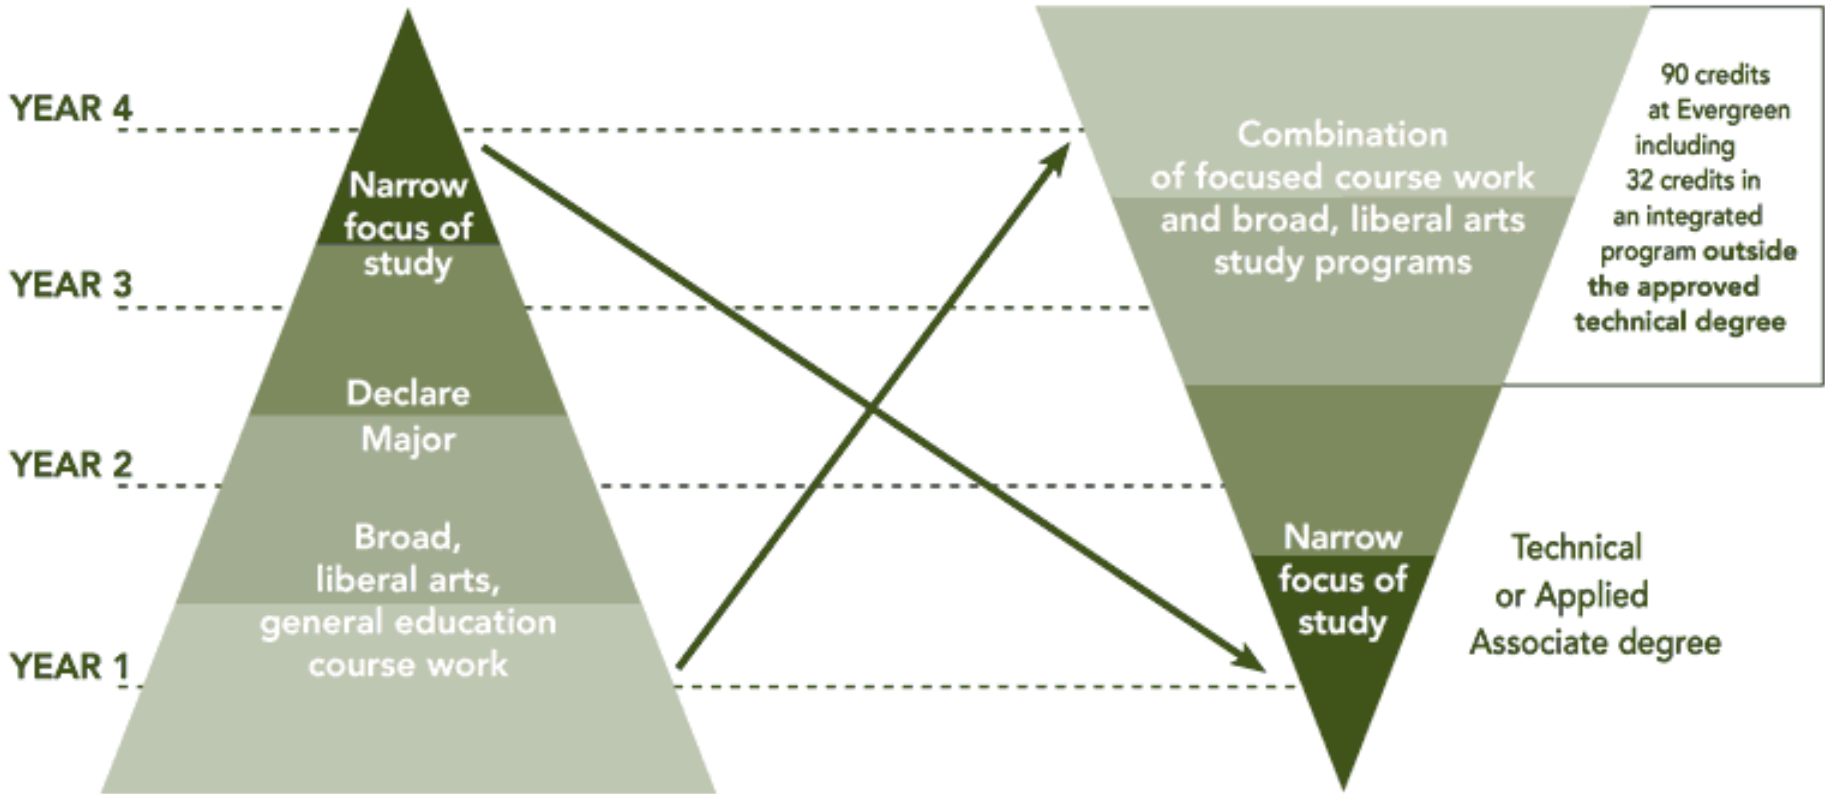 YEAR 4
YEAR 3
YEAR 2
YEAR 1
Narrow
focus of
study
Declare
Major
Broad,
liberal arts,
general education
course work
Combination
of focused course work
and broad, liberal arts
study programs
Narrow
focus of
study
90 credits
at Evergreen
including
32 credits in
an integrated
program outside
the approved
technical degree
Technical
or Applied
Associate degree